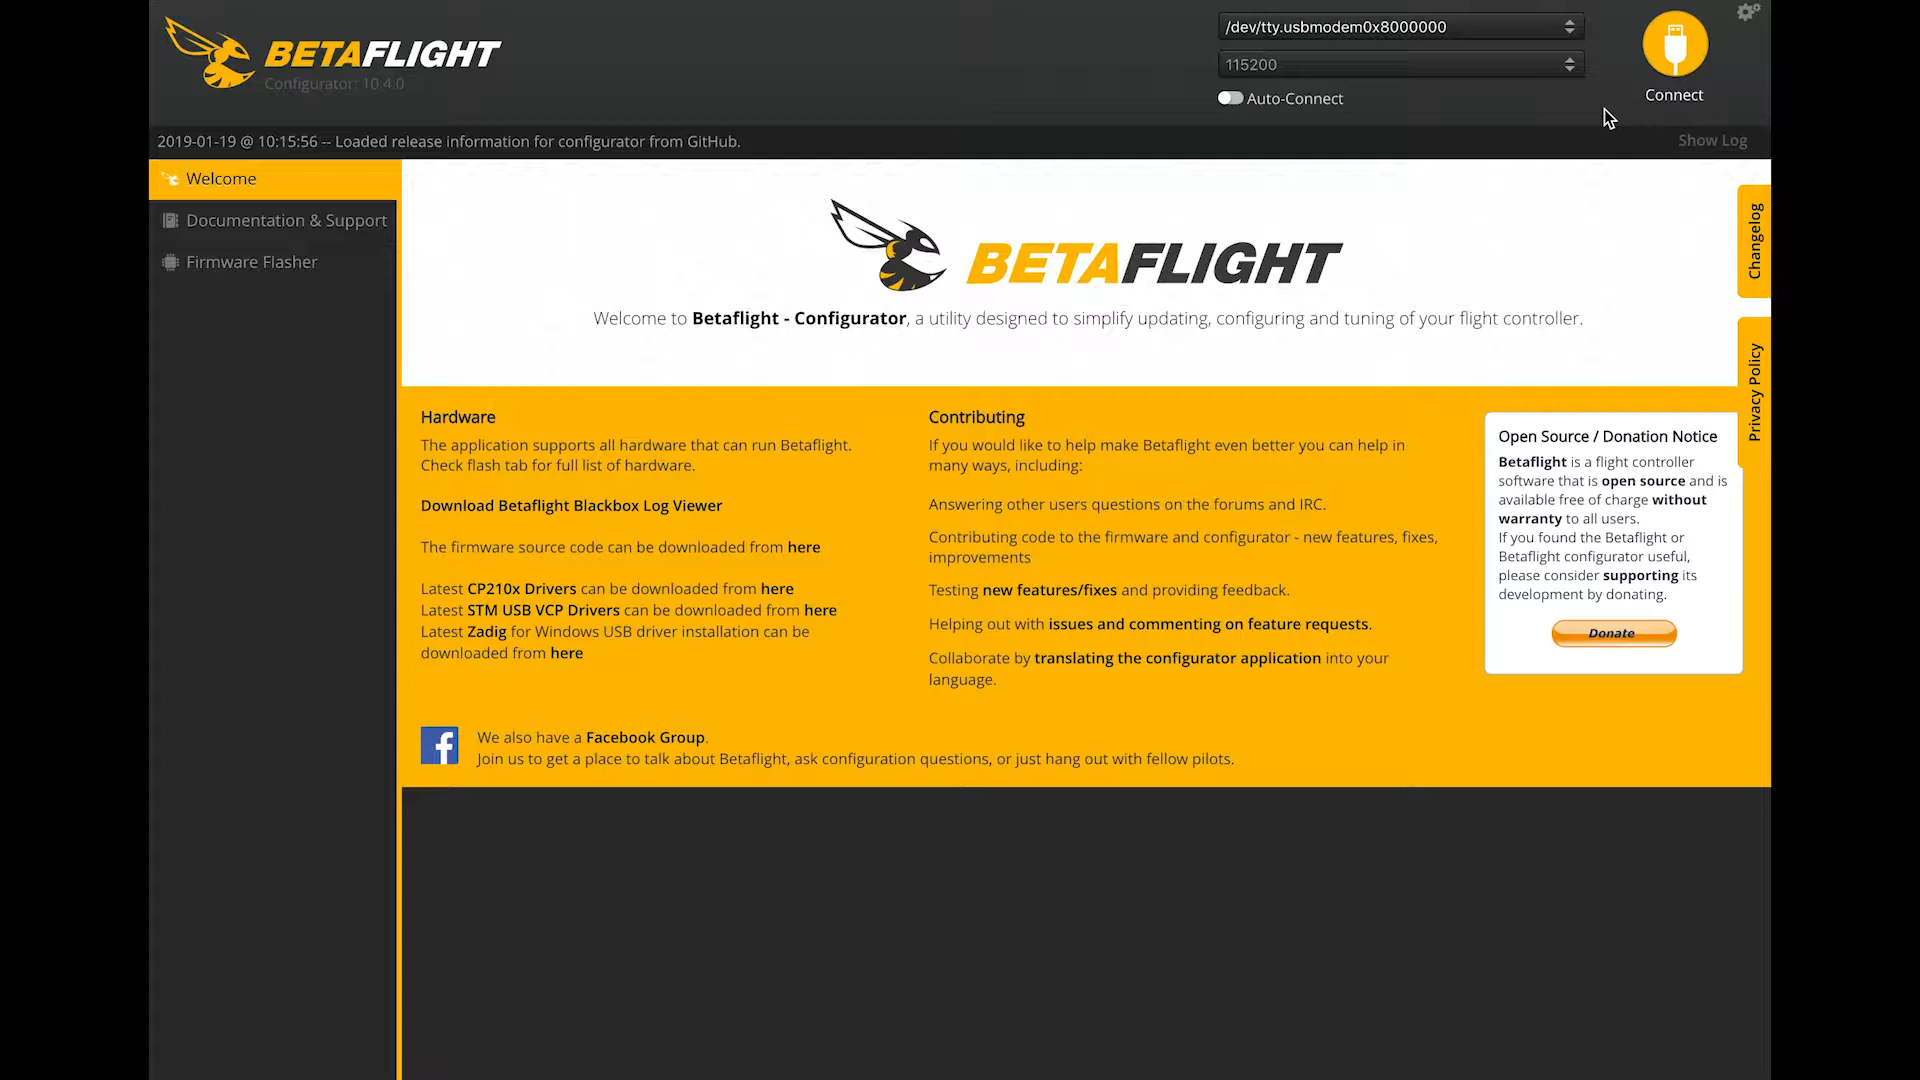 BETAFLIGHT
Configurator: 10.4.0
/dev/tty.usbmodem0x8000000
115200
Auto-Connect
Connect
2019-01-19 @ 10:15:56 -- Loaded release information for configurator from GitHub.
Show Log
Welcome
Documentation & Support
Firmware Flasher
BETAFLIGHT
Welcome to Betaflight - Configurator, a utility designed to simplify updating, configuring and tuning of your flight controller.
Changelog
Privacy Policy
Hardware
The application supports all hardware that can run Betaflight.
Check flash tab for full list of hardware.
Download Betaflight Blackbox Log Viewer
The firmware source code can be downloaded from here
Latest CP210x Drivers can be downloaded from here
Latest STM USB VCP Drivers can be downloaded from here
Latest Zadig for Windows USB driver installation can be
downloaded from here
Contributing
If you would like to help make Betaflight even better you can help in
many ways, including:
Answering other users questions on the forums and IRC.
Contributing code to the firmware and configurator - new features, fixes,
improvements
Testing new features/fixes and providing feedback.
Helping out with issues and commenting on feature requests.
Collaborate by translating the configurator application into your
language.
Open Source / Donation Notice
Betaflight is a flight controller
software that is open source and is
available free of charge without
warranty to all users.
If you found the Betaflight or
Betaflight configurator useful,
please consider supporting its
development by donating.
Donate
We also have a Facebook Group.
Join us to get a place to talk about Betaflight, ask configuration questions, or just hang out with fellow pilots.